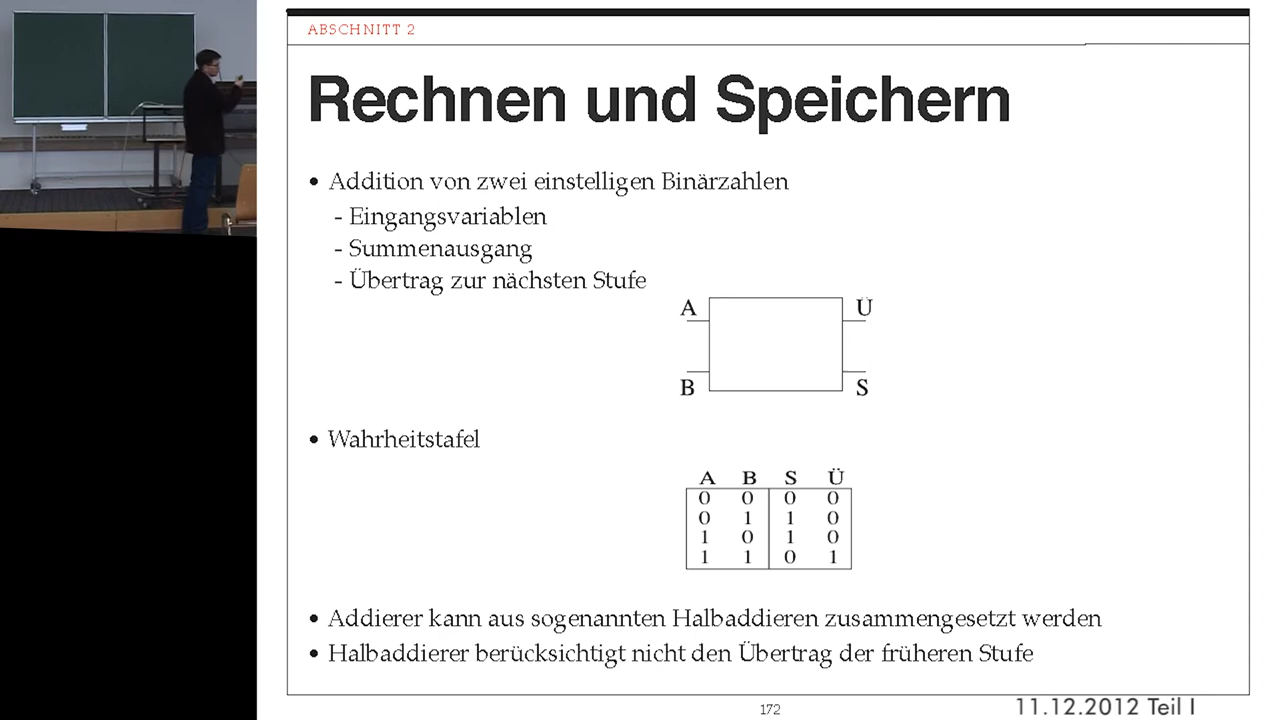 ABSCHNITT 2
Rechnen und Speichern
• Addition von zwei einstelligen Binärzahlen
- Eingangsvariablen
- Summenausgang
- Übertrag zur nächsten Stufe
A Ü
B S
• Wahrheitstafel
A B S Ü
0 0 0 0
0 1 1 0
1 0 1 0
1 1 0 1
• Addierer kann aus sogenannten Halbaddieren zusammengesetzt werden
• Halbaddierer berücksichtigt nicht den Übertrag der früheren Stufe
172
11.12.2012 Teil I